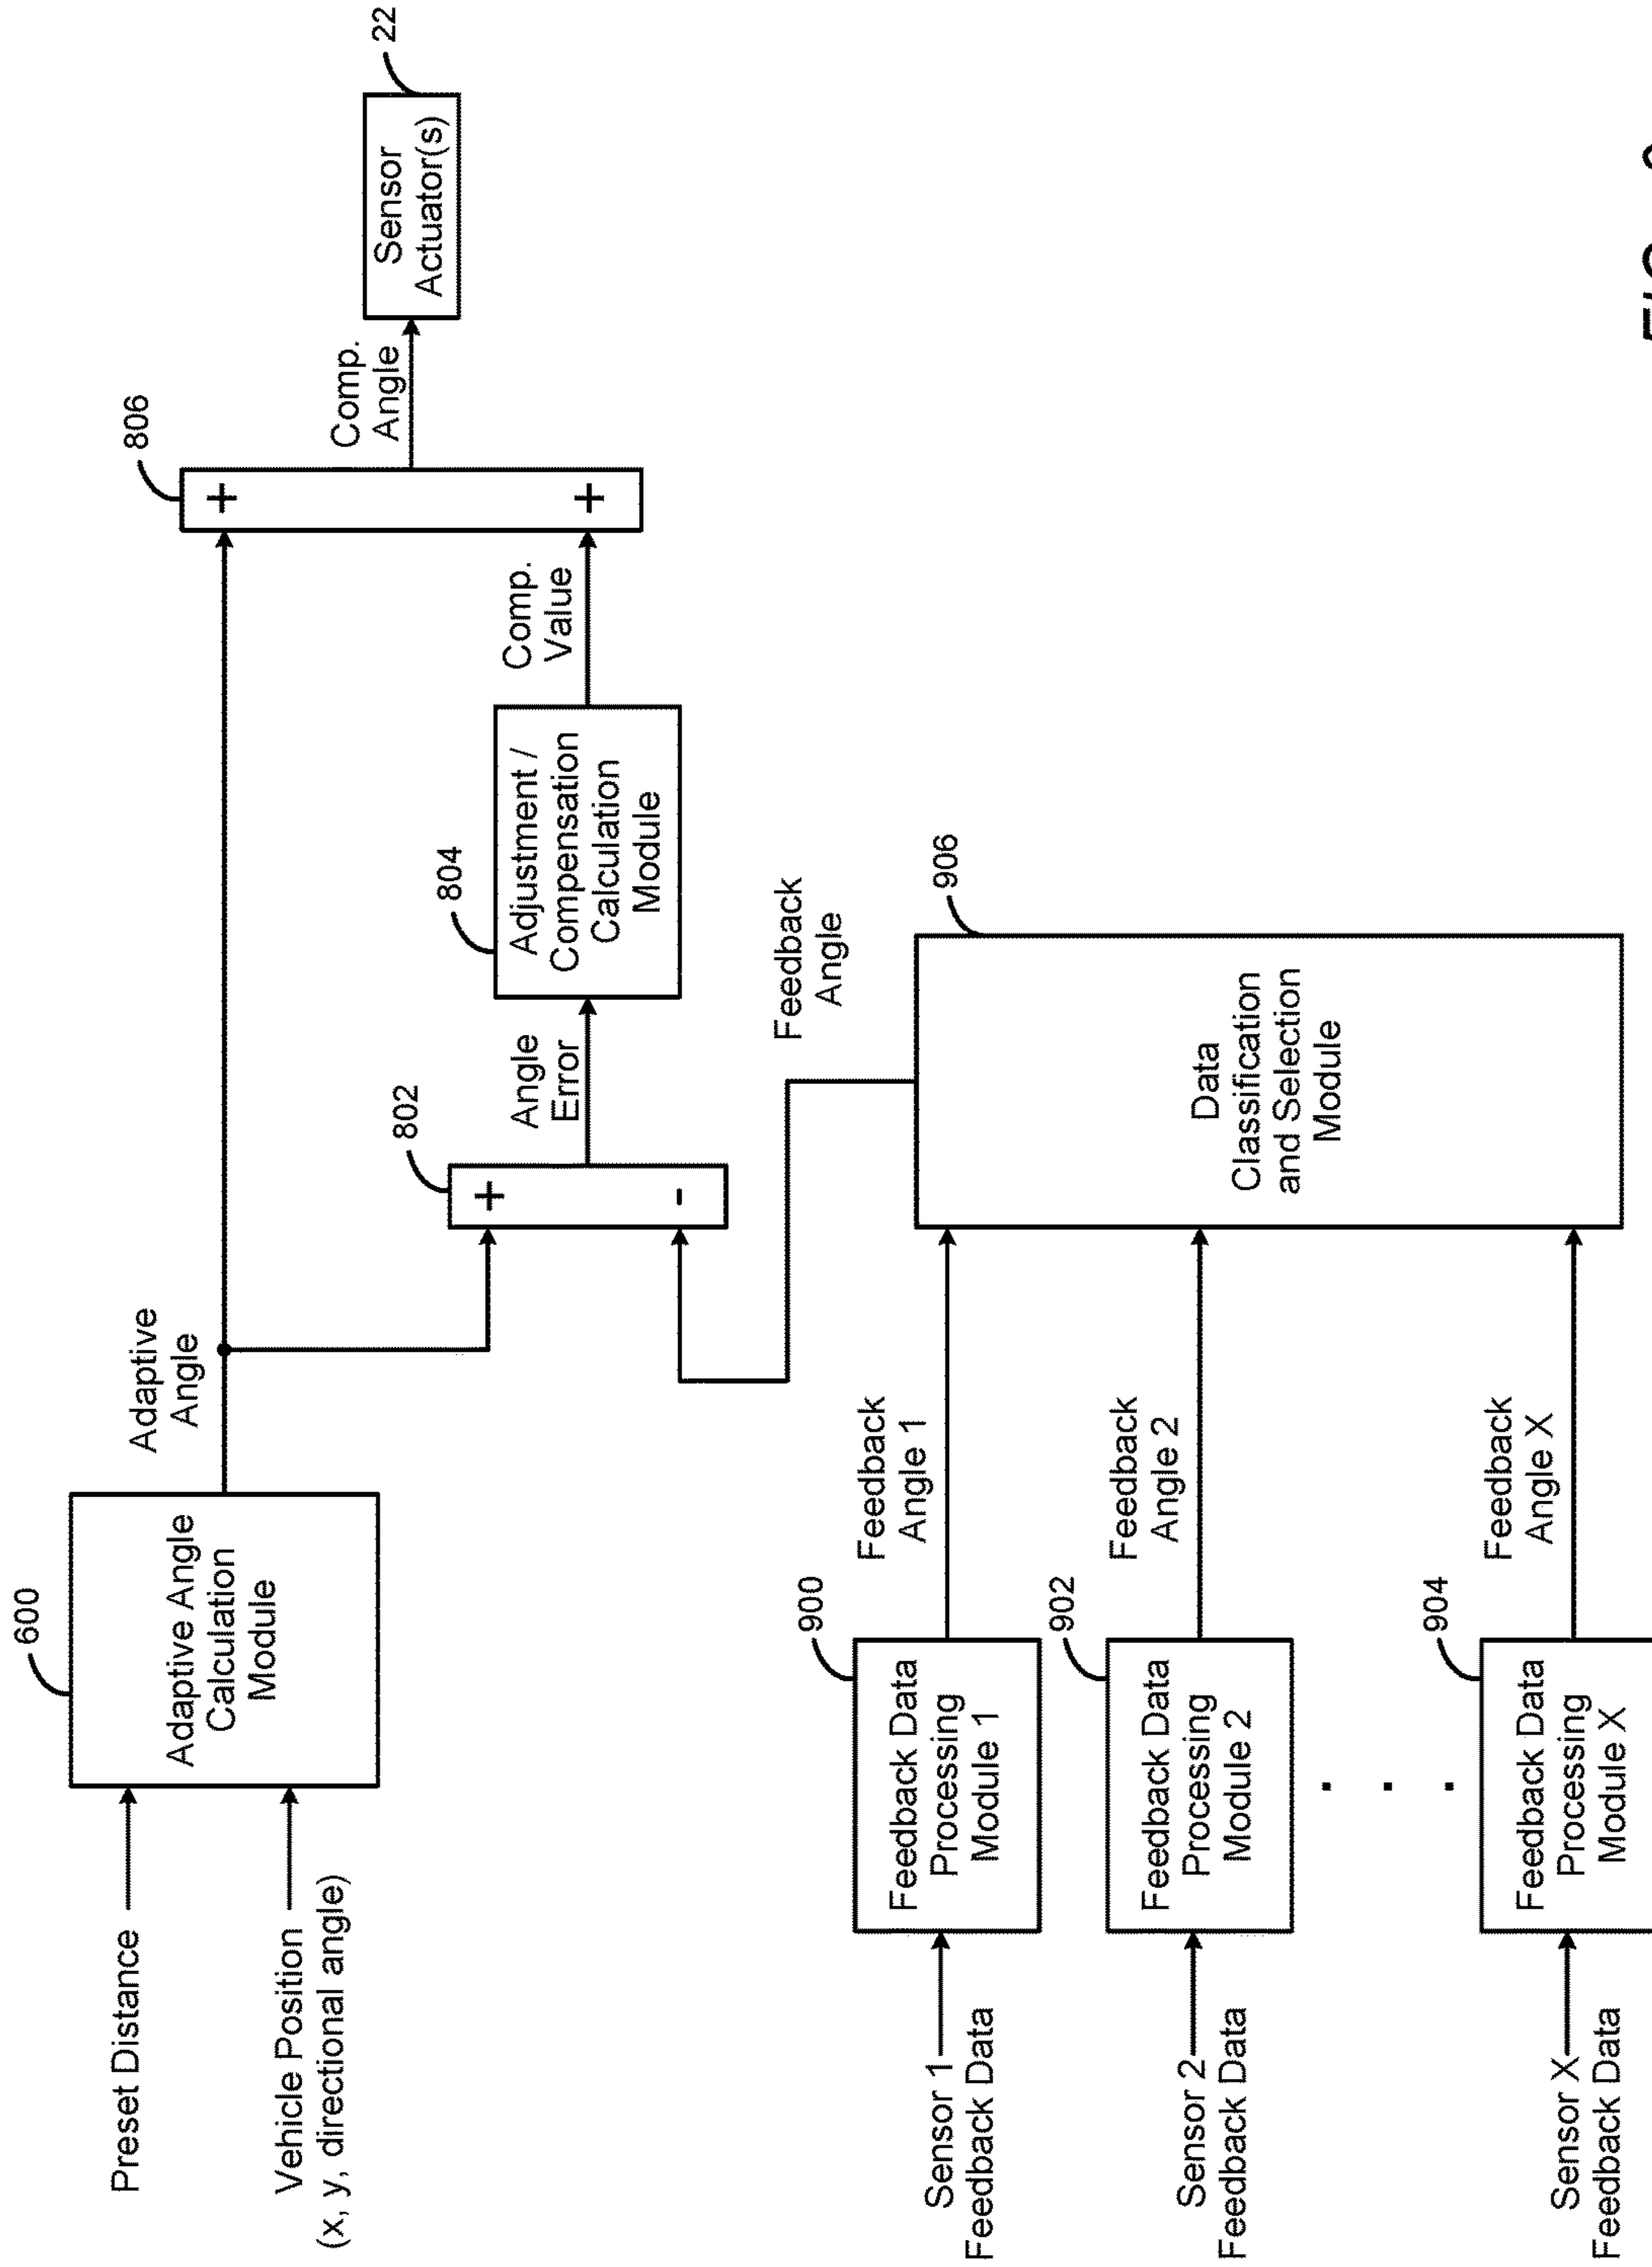 600
Preset Distance
Vehicle Position
(x, y, directional angle)
Adaptive Angle
Calculation
Module
Adaptive
Angle
802
+
-
Angle
Error
804
Adjustment /
Compensation
Calculation
Module
Comp.
Value
806
+
+
Comp.
Angle
22
Sensor
Actuator(s)
Feedback
Angle
900
Sensor 1
Feedback Data
Feedback Data
Processing
Module 1
Feedback
Angle 1
902
Sensor 2
Feedback Data
Feedback Data
Processing
Module 2
Feedback
Angle 2
. . .
904
Sensor X
Feedback Data
Feedback Data
Processing
Module X
Feedback
Angle X
906
Data
Classification
and Selection
Module